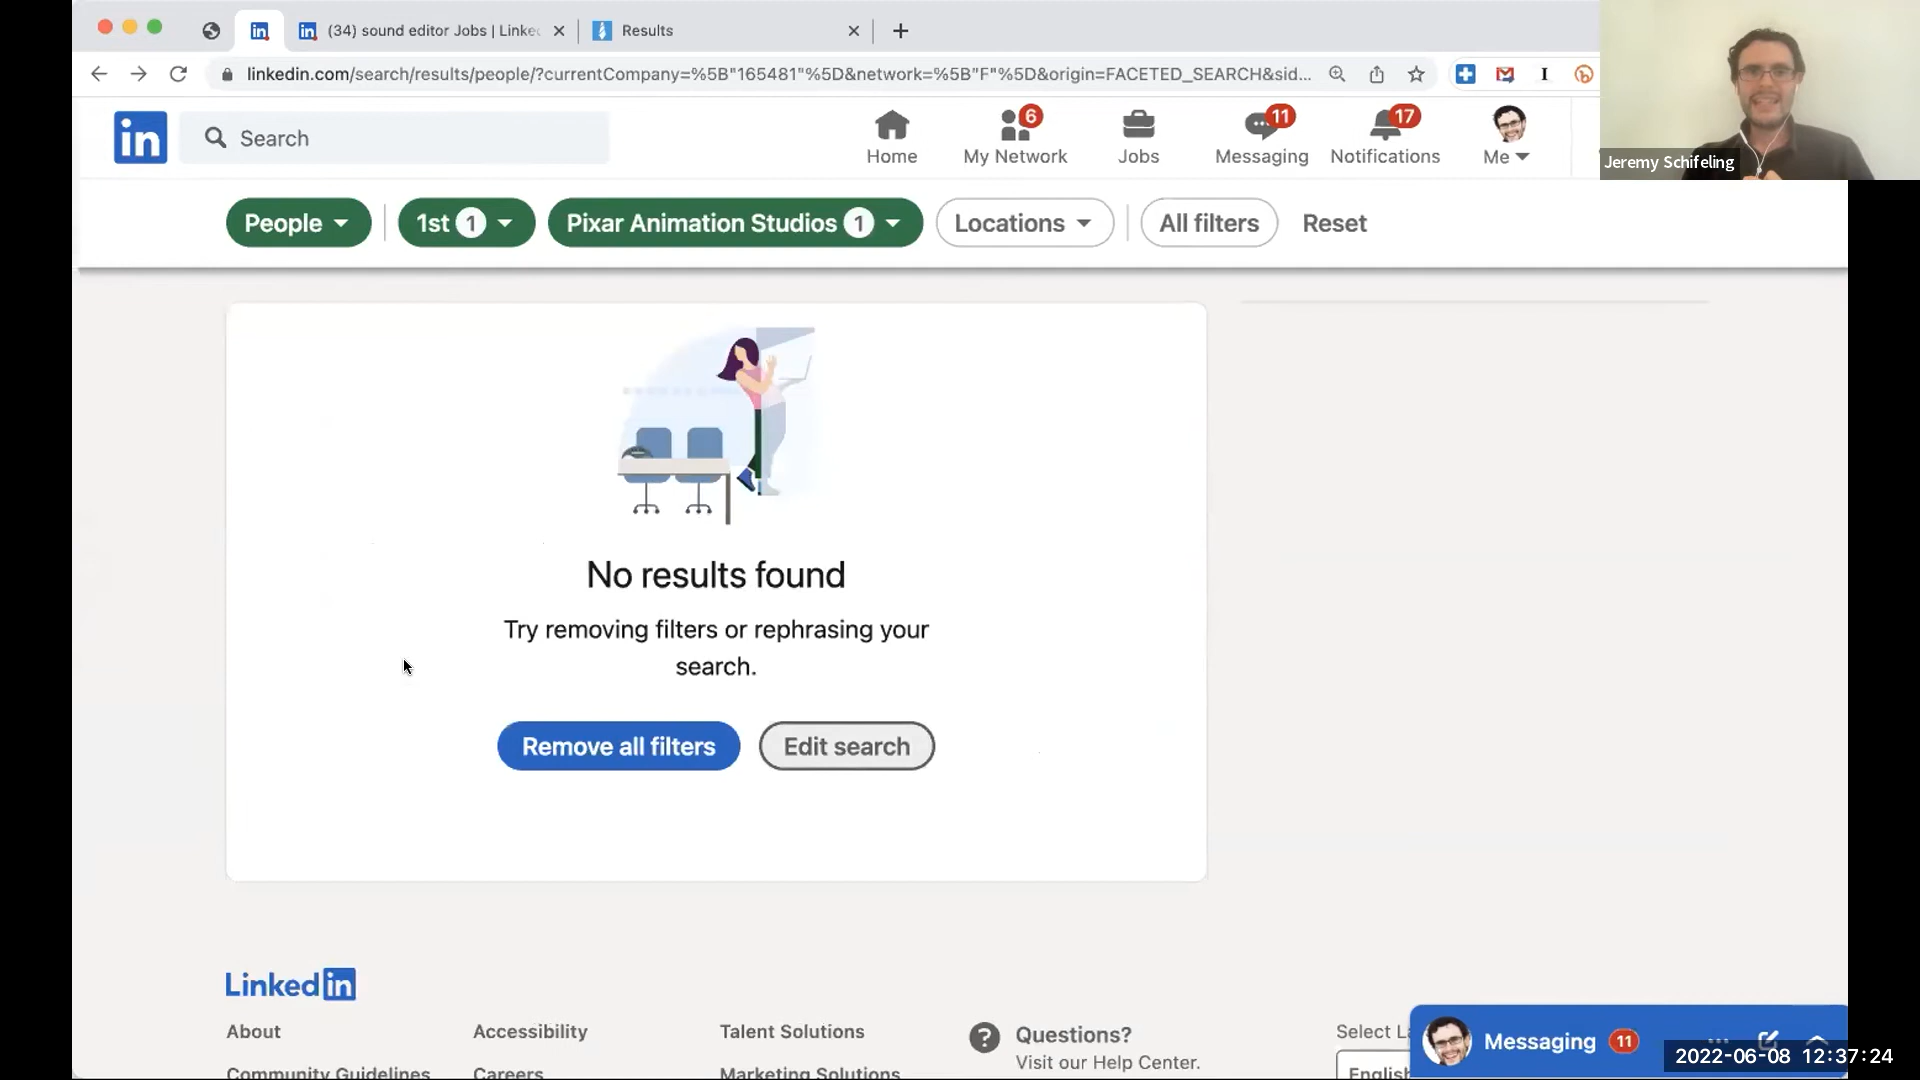 (34) sound editor Jobs | Linke
Results
linkedin.com/search/results/people/?currentCompany=%5B"165481"%5D&network=%5B"F"%5D&origin=FACETED_SEARCH&sid...
in
Search
Home
My Network
6
Jobs
Messaging
11
Notifications
17
Me
Jeremy Schifeling
People
1st 1
Pixar Animation Studios 1
Locations
All filters
Reset
No results found
Try removing filters or rephrasing your
search.
Remove all filters
Edit search
Linkedin
About
Accessibility
Talent Solutions
Questions?
Visit our Help Center.
Select L
Community Guidelines
Careers
Marketing Solutions
English
Messaging 11
2022-06-08 12:37:24